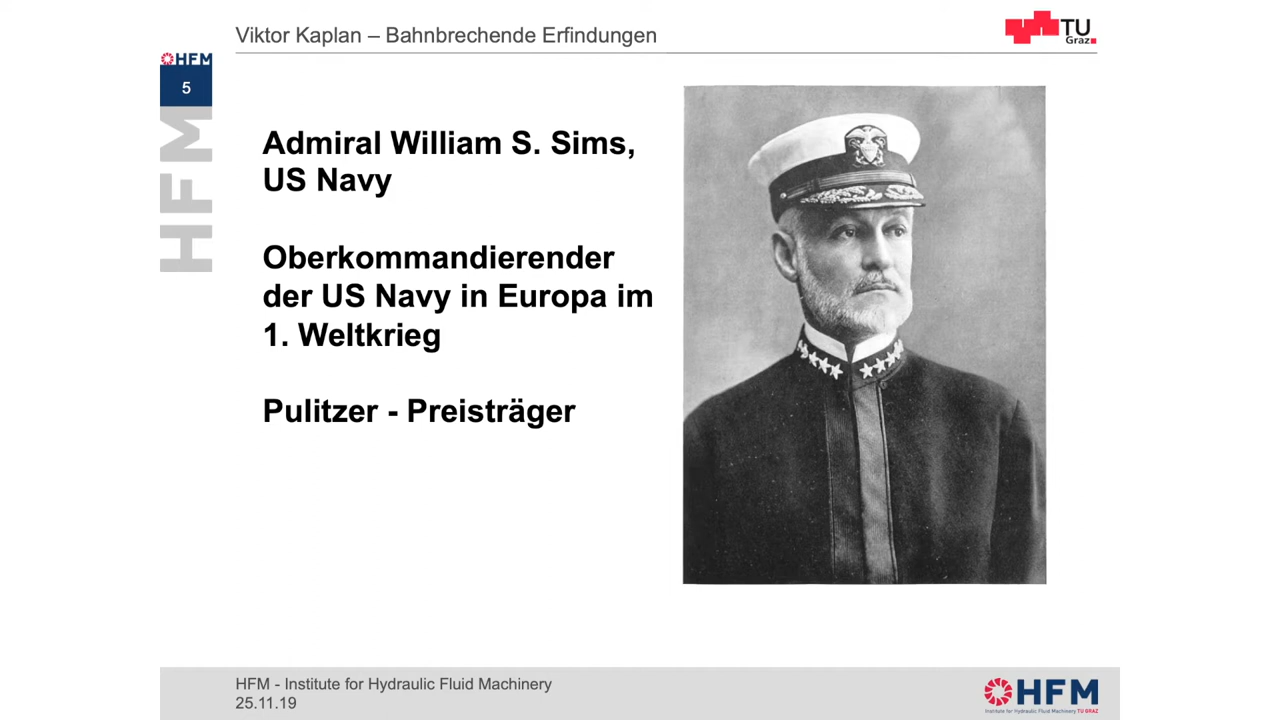 Viktor Kaplan – Bahnbrechende Erfindungen
TU
Graz
HFM
5
HFM
Admiral William S. Sims,
US Navy
Oberkommandierender
der US Navy in Europa im
1. Weltkrieg
Pulitzer - Preisträger
HFM - Institute for Hydraulic Fluid Machinery
25.11.19
HFM
Institute for Hydraulic Fluid Machinery TU GRAZ